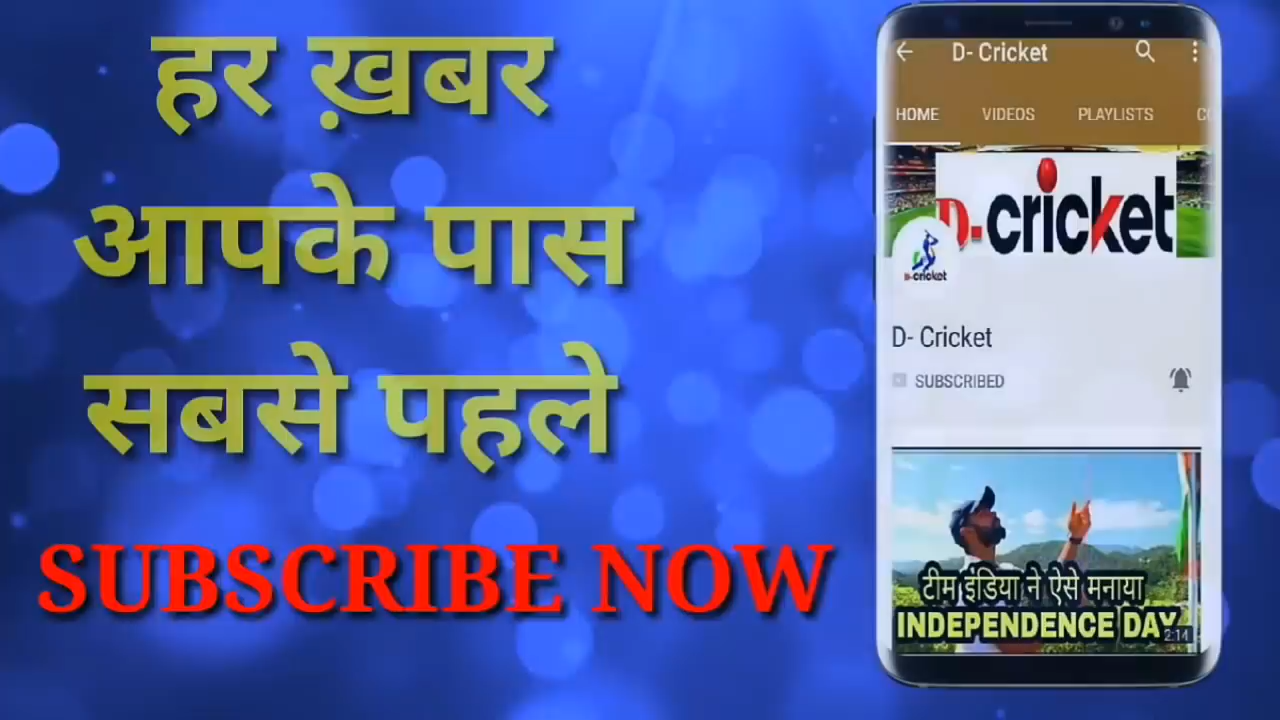 हर ख़बर
आपके पास
सबसे पहले
SUBSCRIBE NOW
D- Cricket
HOME VIDEOS PLAYLISTS
D-cricket
D-cricket
D- Cricket
SUBSCRIBED
टीम इंडिया ने ऐसे मनाया
INDEPENDENCE DAY
2:14